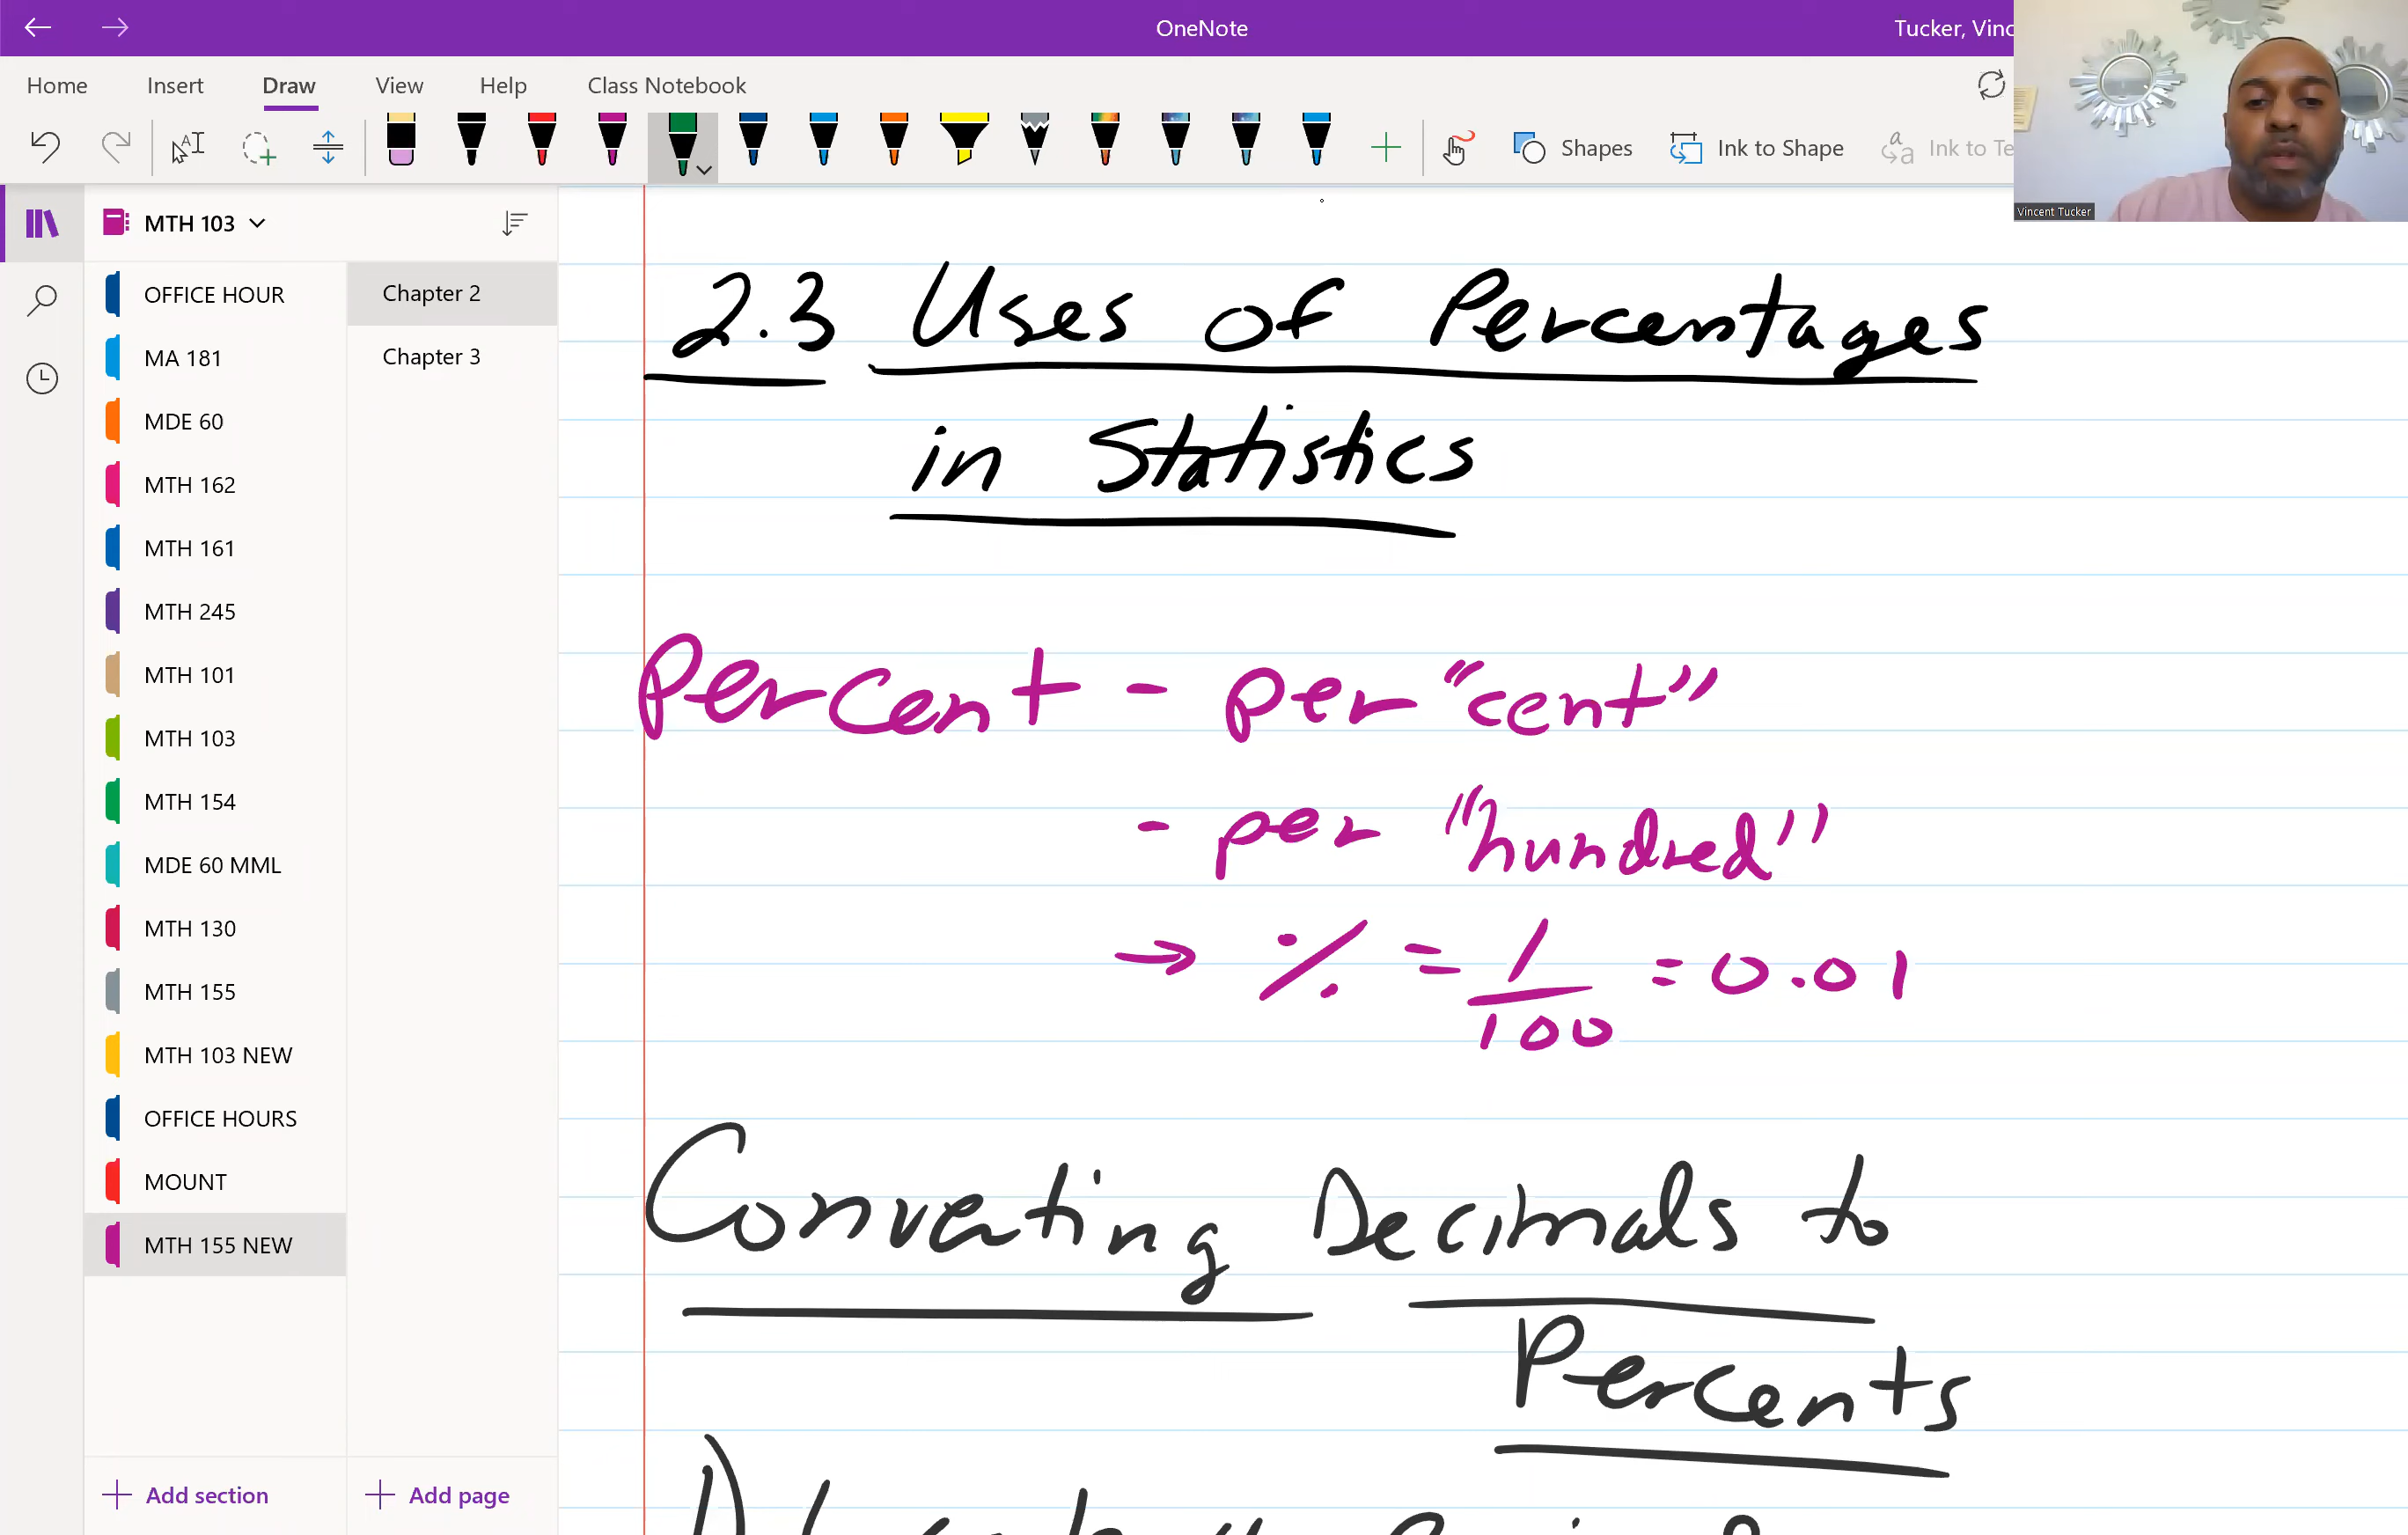 OneNote
Tucker, Vinc
Home Insert Draw View Help Class Notebook
Shapes Ink to Shape Ink to Te
Vincent Tucker
MTH 103
OFFICE HOUR
MA 181
MDE 60
MTH 162
MTH 161
MTH 245
MTH 101
MTH 103
MTH 154
MDE 60 MML
MTH 130
MTH 155
MTH 103 NEW
OFFICE HOURS
MOUNT
MTH 155 NEW
Add section
Chapter 2
Chapter 3
Add page
2.3 Uses of Percentages
in Statistics
Percent - per "cent"
- per "hundred"
→ % = 1/100 = 0.01
Converting Decimals to
Percents